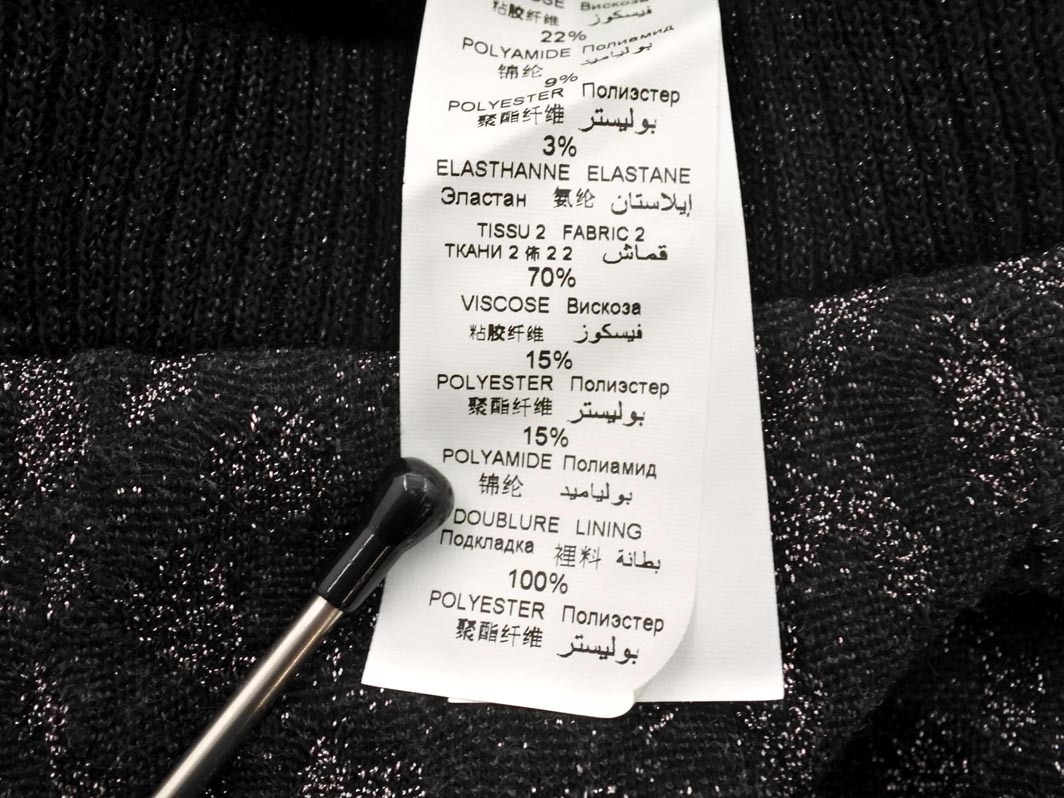 粘胶纤维 فيسكوز
22%
POLYAMIDE Полиамид
锦纶 بولياميد
9%
POLYESTER Полиэстер
聚酯纤维 بوليستر
3%
ELASTHANNE ELASTANE
Эластан 氨纶 إيلاستان
TISSU 2 FABRIC 2
ТКАНИ 2 佈 2 2 قماش
70%
VISCOSE Вискоза
粘胶纤维 فيسكوز
15%
POLYESTER Полиэстер
聚酯纤维 بوليستر
15%
POLYAMIDE Полиамид
锦纶 بولياميد
DOUBLURE LINING
Подкладка 裡料 بطانة
100%
POLYESTER Полиэстер
聚酯纤维 بوليستر